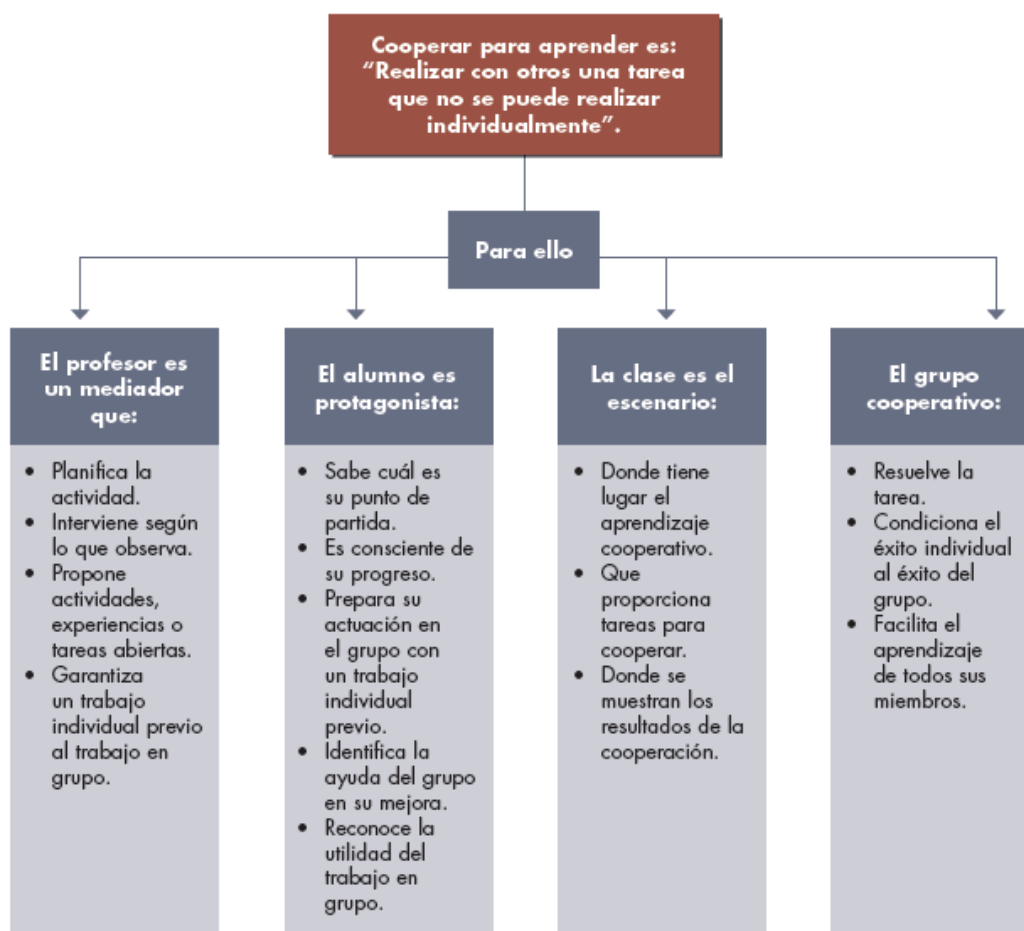 Cooperar para aprender es:
“Realizar con otros una tarea
que no se puede realizar
individualmente”.
Para ello
El profesor es
un mediador
que:
• Planifica la
actividad.
• Interviene según
lo que observa.
• Propone
actividades,
experiencias o
tareas abiertas.
• Garantiza
un trabajo
individual previo
al trabajo en
grupo.
El alumno es
protagonista:
• Sabe cuál es
su punto de
partida.
• Es consciente de
su progreso.
• Prepara su
actuación en
el grupo con
un trabajo
individual
previo.
• Identifica la
ayuda del grupo
en su mejora.
• Reconoce la
utilidad del
trabajo en
grupo.
La clase es el
escenario:
• Donde tiene
lugar el
aprendizaje
cooperativo.
• Que
proporciona
tareas para
cooperar.
• Donde se
muestran los
resultados de la
cooperación.
El grupo
cooperativo:
• Resuelve la
tarea.
• Condiciona el
éxito individual
al éxito del
grupo.
• Facilita el
aprendizaje
de todos sus
miembros.